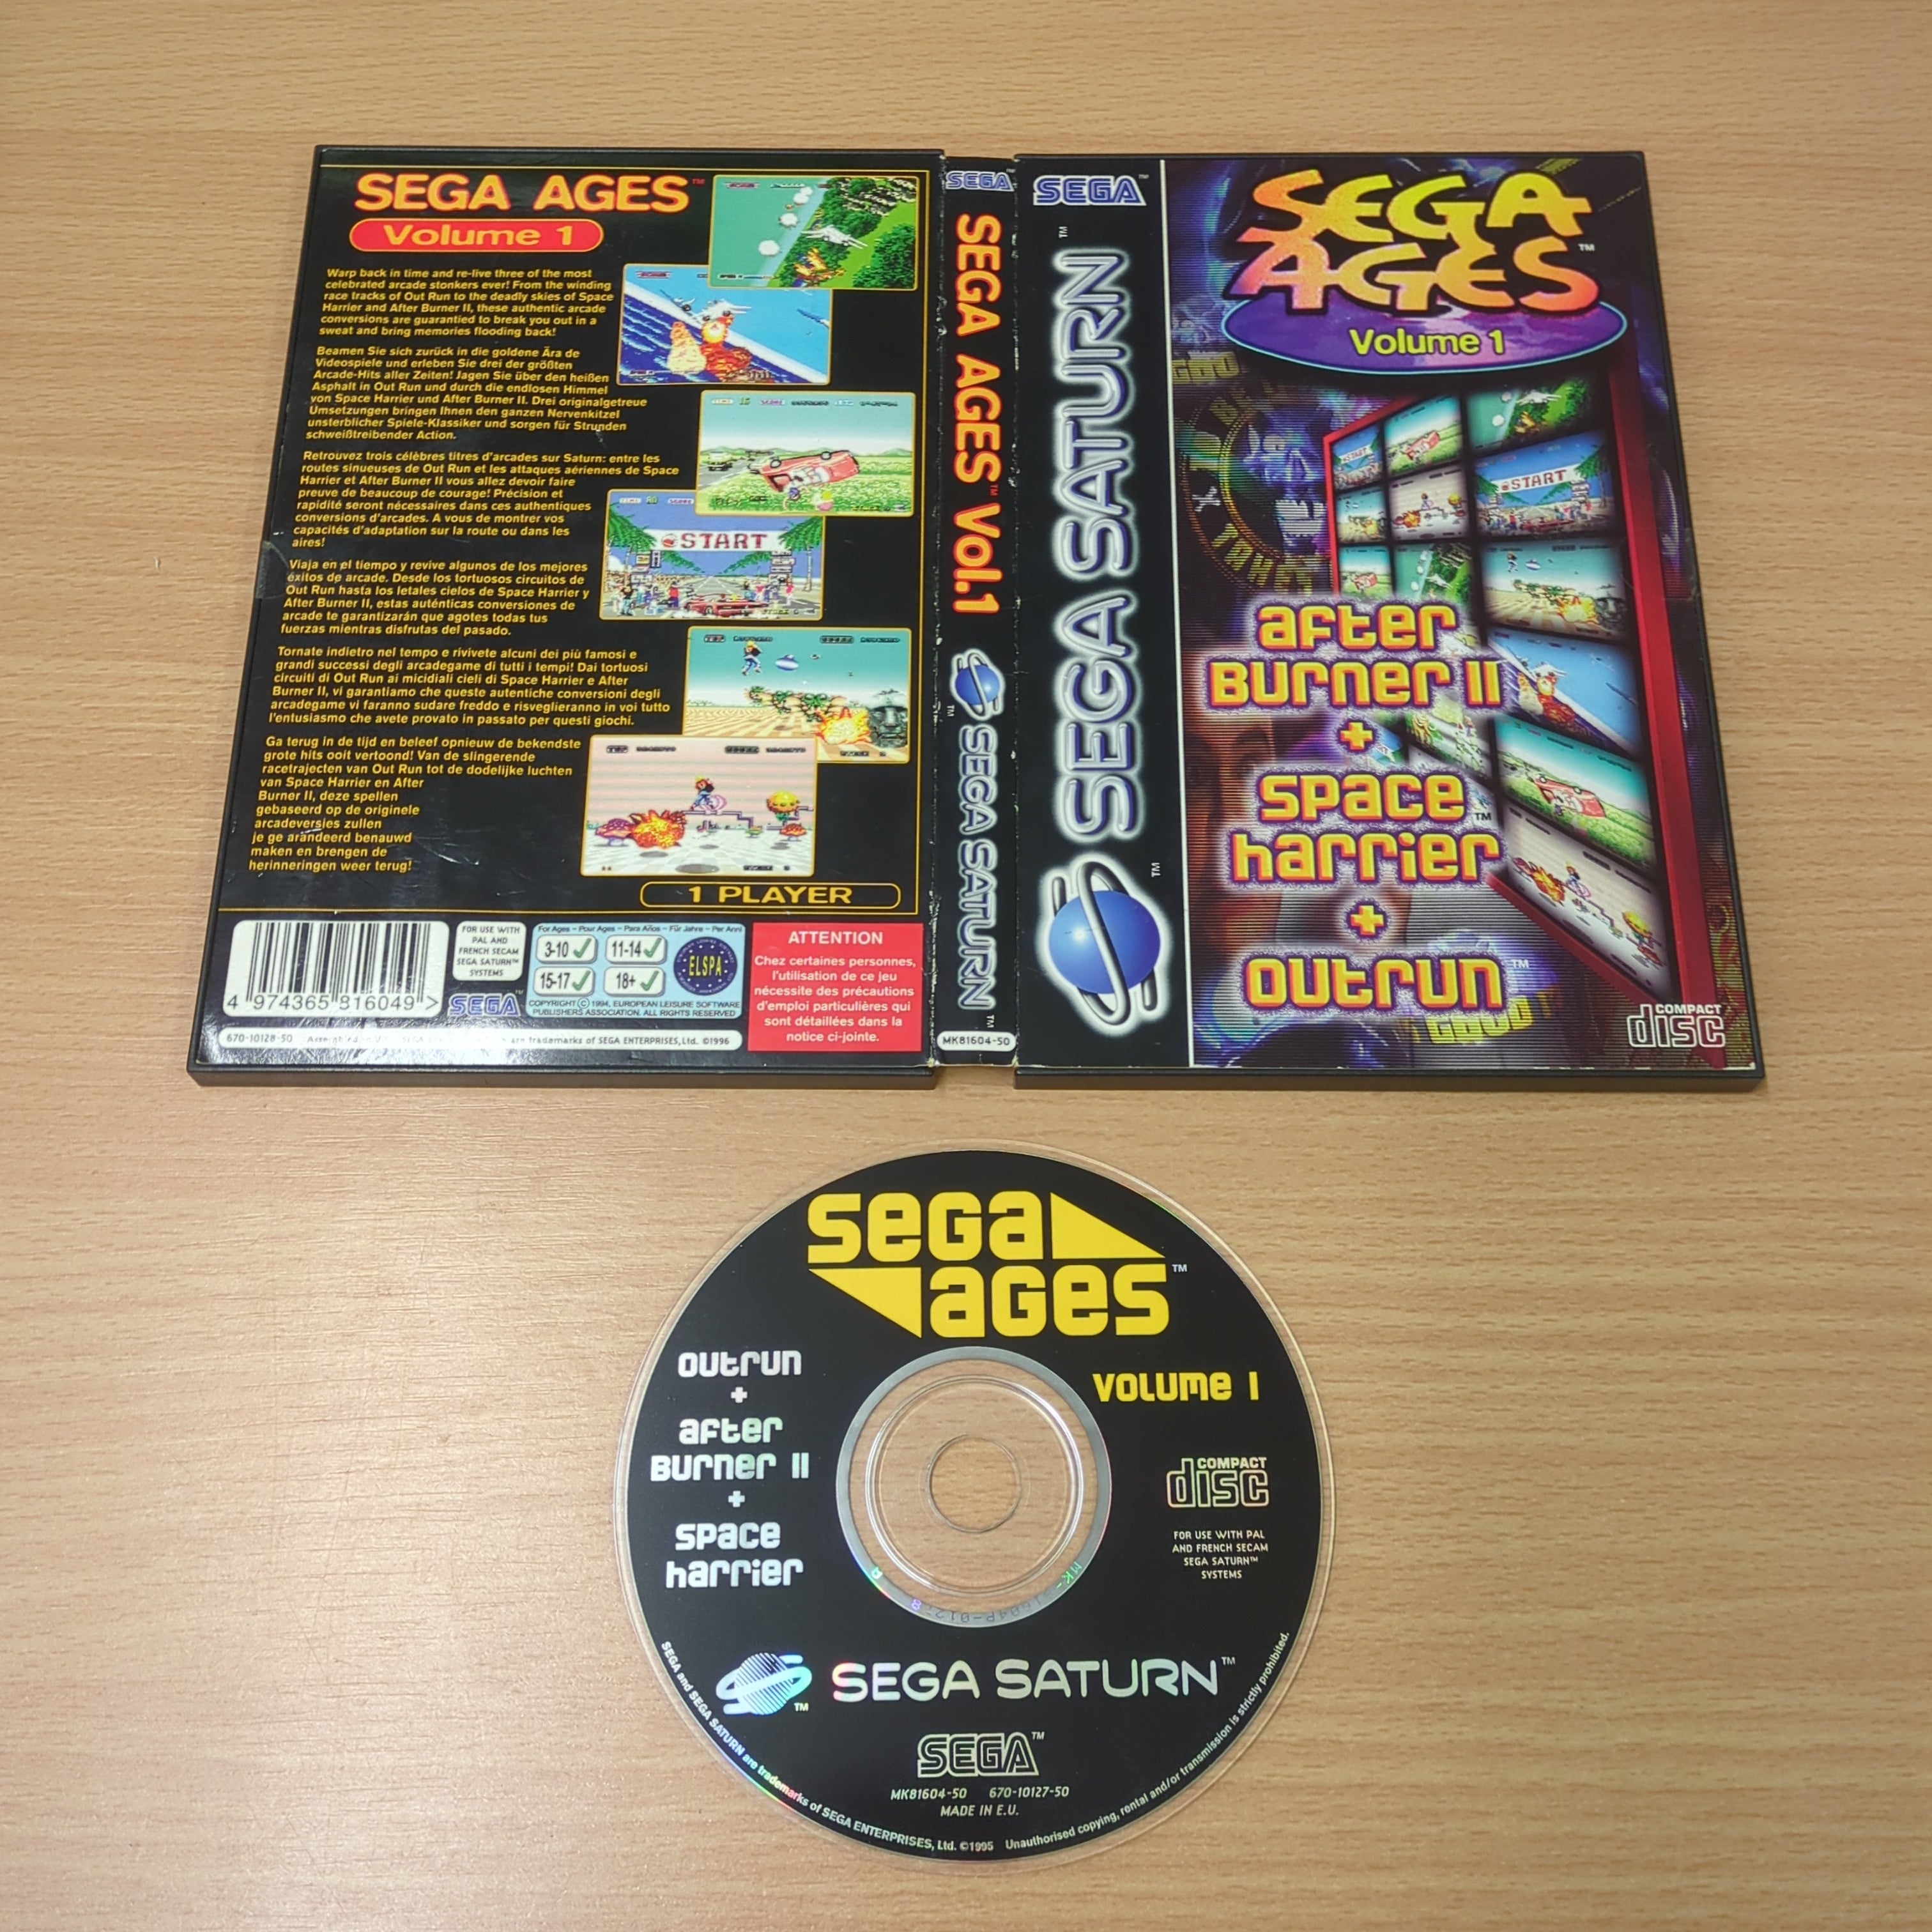 SEGA AGES™
Volume 1
Warp back in time and re-live three of the most
celebrated arcade stonkers ever! From the winding
race tracks of Out Run to the deadly skies of Space
Harrier and After Burner II, these authentic arcade
conversions are guarantied to break you out in a
sweat and bring memories flooding back!
Beamen Sie sich zurück in die goldene Ära de
Videospiele und erleben Sie drei der größten
Arcade-Hits aller Zeiten! Jagen Sie über den heißen
Asphalt in Out Run und durch die endlosen Himmel
von Space Harrier und After Burner II. Drei originalgetreue
Umsetzungen bringen Ihnen den ganzen Nervenkitzel
unsterblicher Spiele-Klassiker und sorgen für Strunden
schweißtreibender Action.
Retrouvez trois célèbres titres d'arcades sur Saturn: entre les
routes sinueuses de Out Run et les attaques aériennes de Space
Harrier et After Burner II vous allez devoir faire
preuve de beaucoup de courage! Précision et
rapidité seront nécessaires dans ces authentiques
conversions d'arcades. A vous de montrer vos
capacités d'adaptation sur la route ou dans les
aires!
Viaja en el tiempo y revive algunos de los mejores
éxitos de arcade. Desde los tortuosos circuitos de
Out Run hasta los letales cielos de Space Harrier y
After Burner II, estas auténticas conversiones de
arcade te garantizarán que agotes todas tus
fuerzas mientras disfrutas del pasado.
Tornate indietro nel tempo e rivivete alcuni dei più famosi e
grandi successi degli arcadegame di tutti i tempi! Dai tortuosi
circuiti di Out Run ai micidiali cieli di Space Harrier e After
Burner II, vi garantiamo che queste autentiche conversioni degli
arcadegame vi faranno sudare freddo e risveglieranno in voi tutto
l'entusiasmo che avete provato in passato per questi giochi.
Ga terug in de tijd en beleef opnieuw de bekendste
grote hits ooit vertoond! Van de slingerende
racetrajecten van Out Run tot de dodelijke luchten
van Space Harrier en After
Burner II, deze spellen
gebaseerd op de originele
arcadeversies zullen
je ge arandeerd benauwd
maken en brengen de
herinneringen weer terug!
START
1 PLAYER
4 974365 816049 >
FOR USE WITH
PAL AND
FRENCH SECAM
SEGA SATURN™
SYSTEMS
SEGA™
For Ages - Pour Ages - Para Años - Für Jahre - Per Anni
3-10 11-14
15-17 18+
ELSPA
COPYRIGHT © 1994, EUROPEAN LEISURE SOFTWARE
PUBLISHERS ASSOCIATION. ALL RIGHTS RESERVED
ATTENTION
Chez certaines personnes,
l'utilisation de ce jeu
nécessite des précautions
d'emploi particulières qui
sont détaillées dans la
notice ci-jointe.
670-10128-50 are trademarks of SEGA ENTERPRISES, Ltd. ©1996
SEGA™
SEGA AGES™ Vol.1
SEGA SATURN™
MK81604-50
SEGA™
SEGA SATURN™
SEGA
AGES™
Volume 1
START
START
after
Burner II
+
space
harrier™
+
outrun™
COMPACT
disc
sega
ages™
outrun
+
after
Burner II
+
space
harrier
VOLUME I
COMPACT
disc
FOR USE WITH PAL
AND FRENCH SECAM
SEGA SATURN™
SYSTEMS
SEGA SATURN™
SEGA™
MK81604-50 670-10127-50
MADE IN E.U.
SEGA and SEGA SATURN are trademarks of SEGA ENTERPRISES, Ltd. ©1995 Unauthorised copying, rental and/or transmission is strictly prohibited.